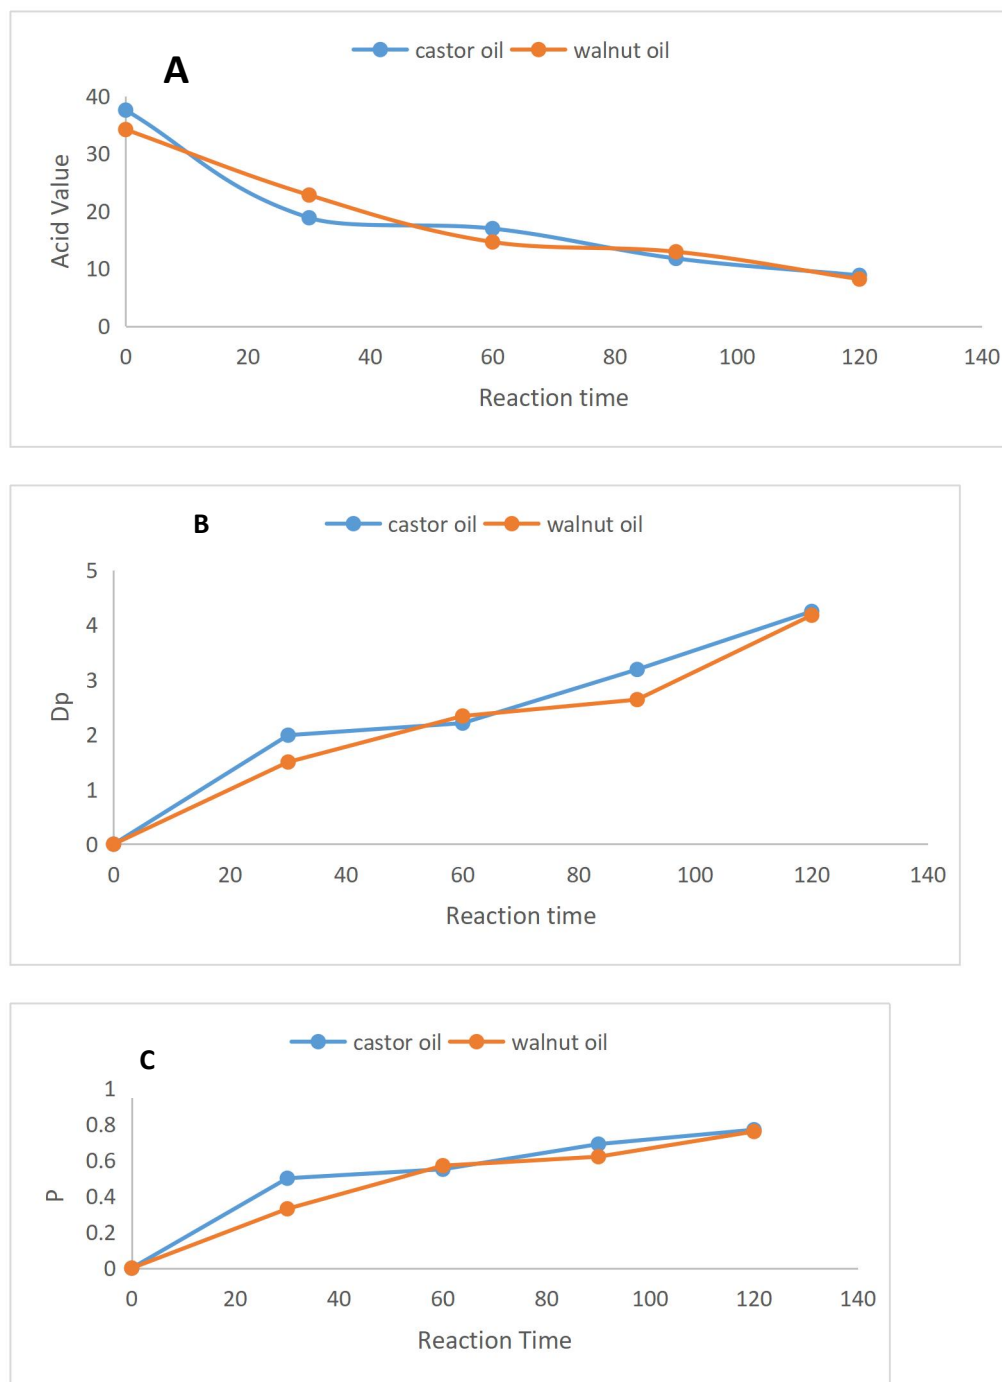 castor oil walnut oil
A
40
30
20
10
0
Acid Value
0 20 40 60 80 100 120 140
Reaction time
B
castor oil walnut oil
5
4
3
2
1
0
Dp
0 20 40 60 80 100 120 140
Reaction time
castor oil walnut oil
C
1
0.8
0.6
0.4
0.2
0
P
0 20 40 60 80 100 120 140
Reaction Time